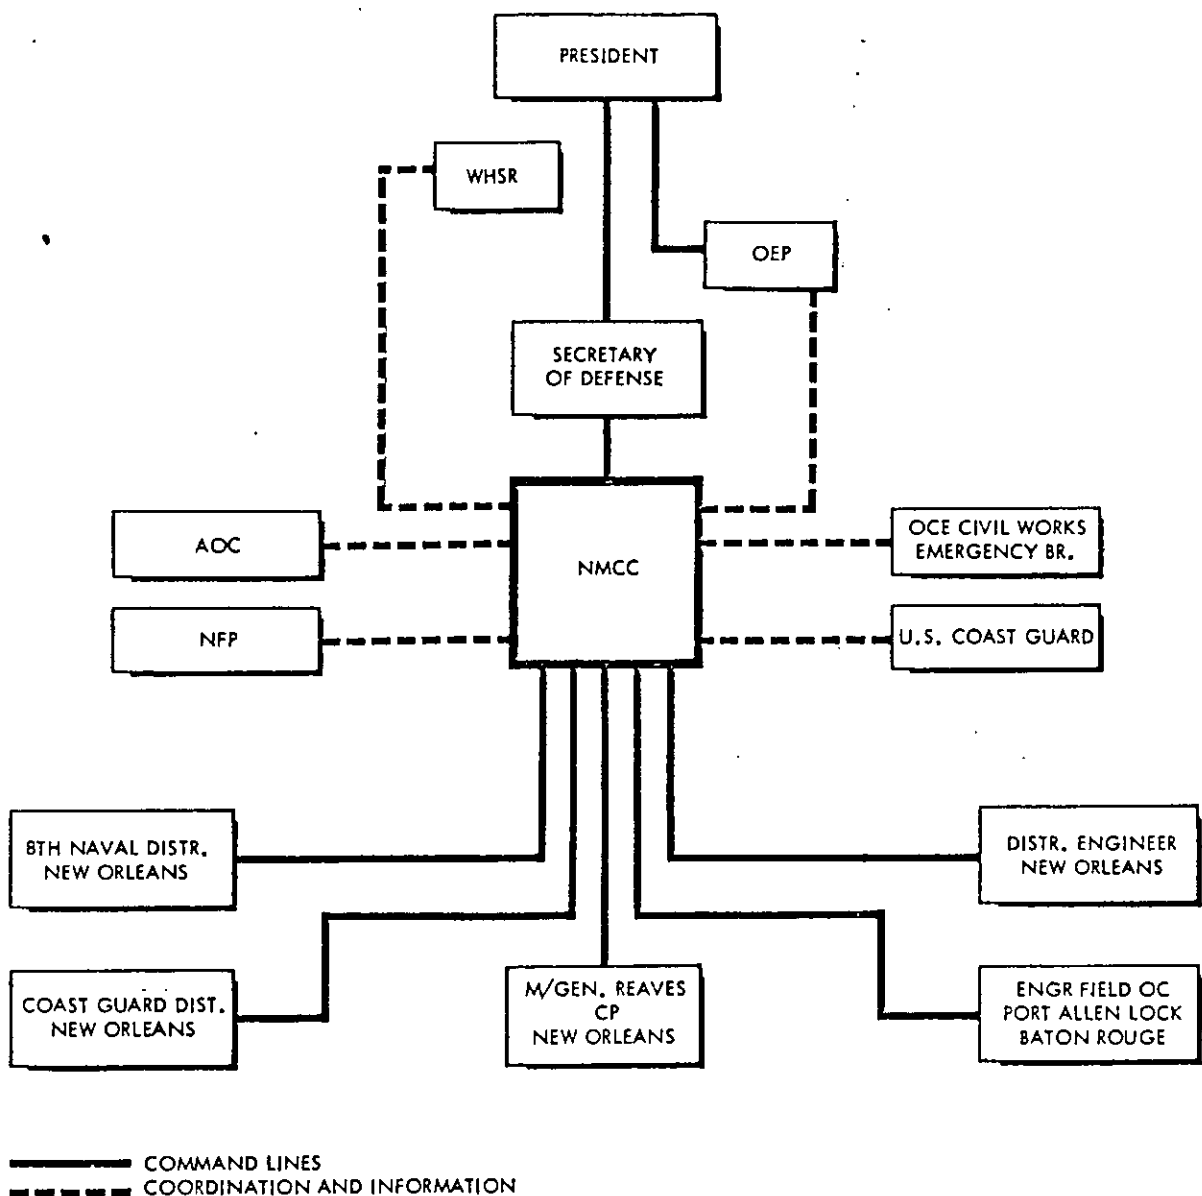 PRESIDENT
WHSR
OEP
SECRETARY
OF DEFENSE
AOC
NMCC
OCE CIVIL WORKS
EMERGENCY BR.
NFP
U.S. COAST GUARD
8TH NAVAL DISTR.
NEW ORLEANS
DISTR. ENGINEER
NEW ORLEANS
COAST GUARD DIST.
NEW ORLEANS
M/GEN. REAVES
CP
NEW ORLEANS
ENGR FIELD OC
PORT ALLEN LOCK
BATON ROUGE
COMMAND LINES
COORDINATION AND INFORMATION